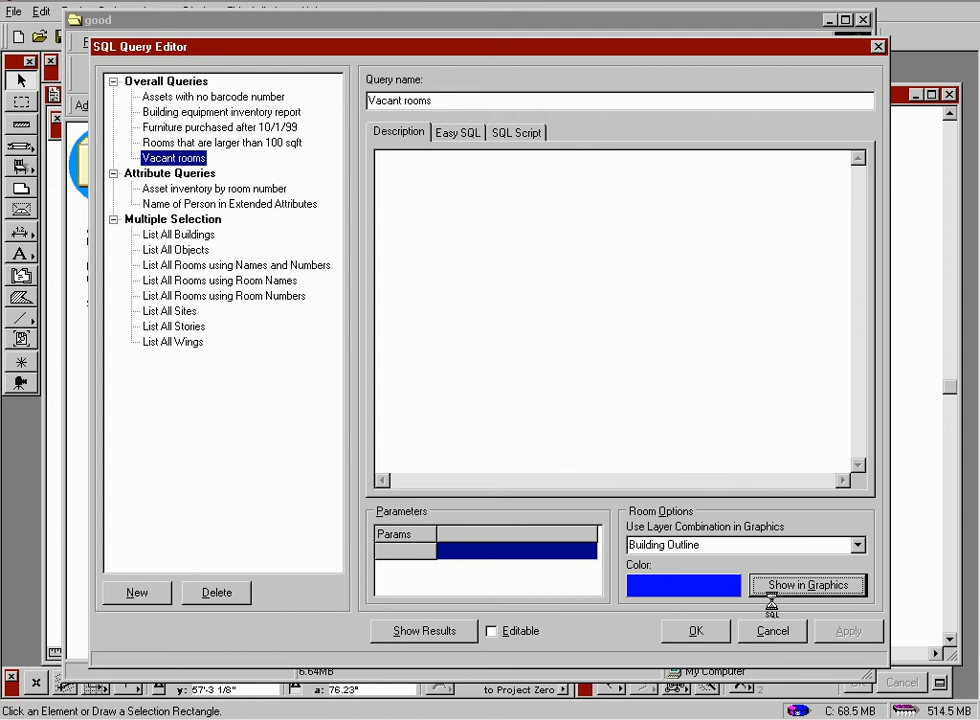 File Edit
good
SQL Query Editor
Query name:
Vacant rooms
Overall Queries
Assets with no barcode number
Building equipment inventory report
Furniture purchased after 10/1/99
Rooms that are larger than 100 sqft
Vacant rooms
Attribute Queries
Asset inventory by room number
Name of Person in Extended Attributes
Multiple Selection
List All Buildings
List All Objects
List All Rooms using Names and Numbers
List All Rooms using Room Names
List All Rooms using Room Numbers
List All Sites
List All Stories
List All Wings
New
Delete
Description
Easy SQL
SQL Script
Parameters
Params
Room Options
Use Layer Combination in Graphics
Building Outline
Color:
Show in Graphics
SQL
Show Results
Editable
OK
Cancel
Apply
6.64MB
My Computer
y: 57'-3 1/8"
a: 76.23°
to Project Zero
2
Cancel
Click an Element or Draw a Selection Rectangle.
C: 68.5 MB
514.5 MB